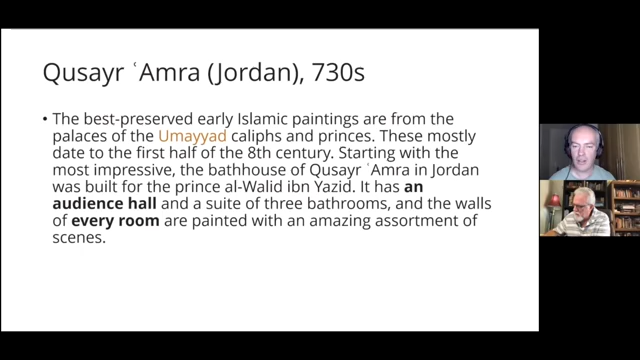 Qusayr ʿAmra (Jordan), 730s
• The best-preserved early Islamic paintings are from the
palaces of the Umayyad caliphs and princes. These mostly
date to the first half of the 8th century. Starting with the
most impressive, the bathhouse of Qusayr ʿAmra in Jordan
was built for the prince al-Walid ibn Yazid. It has an
audience hall and a suite of three bathrooms, and the walls
of every room are painted with an amazing assortment of
scenes.